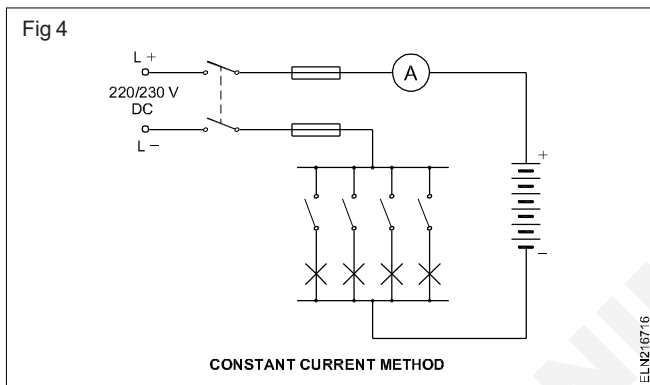 Fig 4
L +
220/230 V
DC
L –
A
+
–
CONSTANT CURRENT METHOD
ELN216716